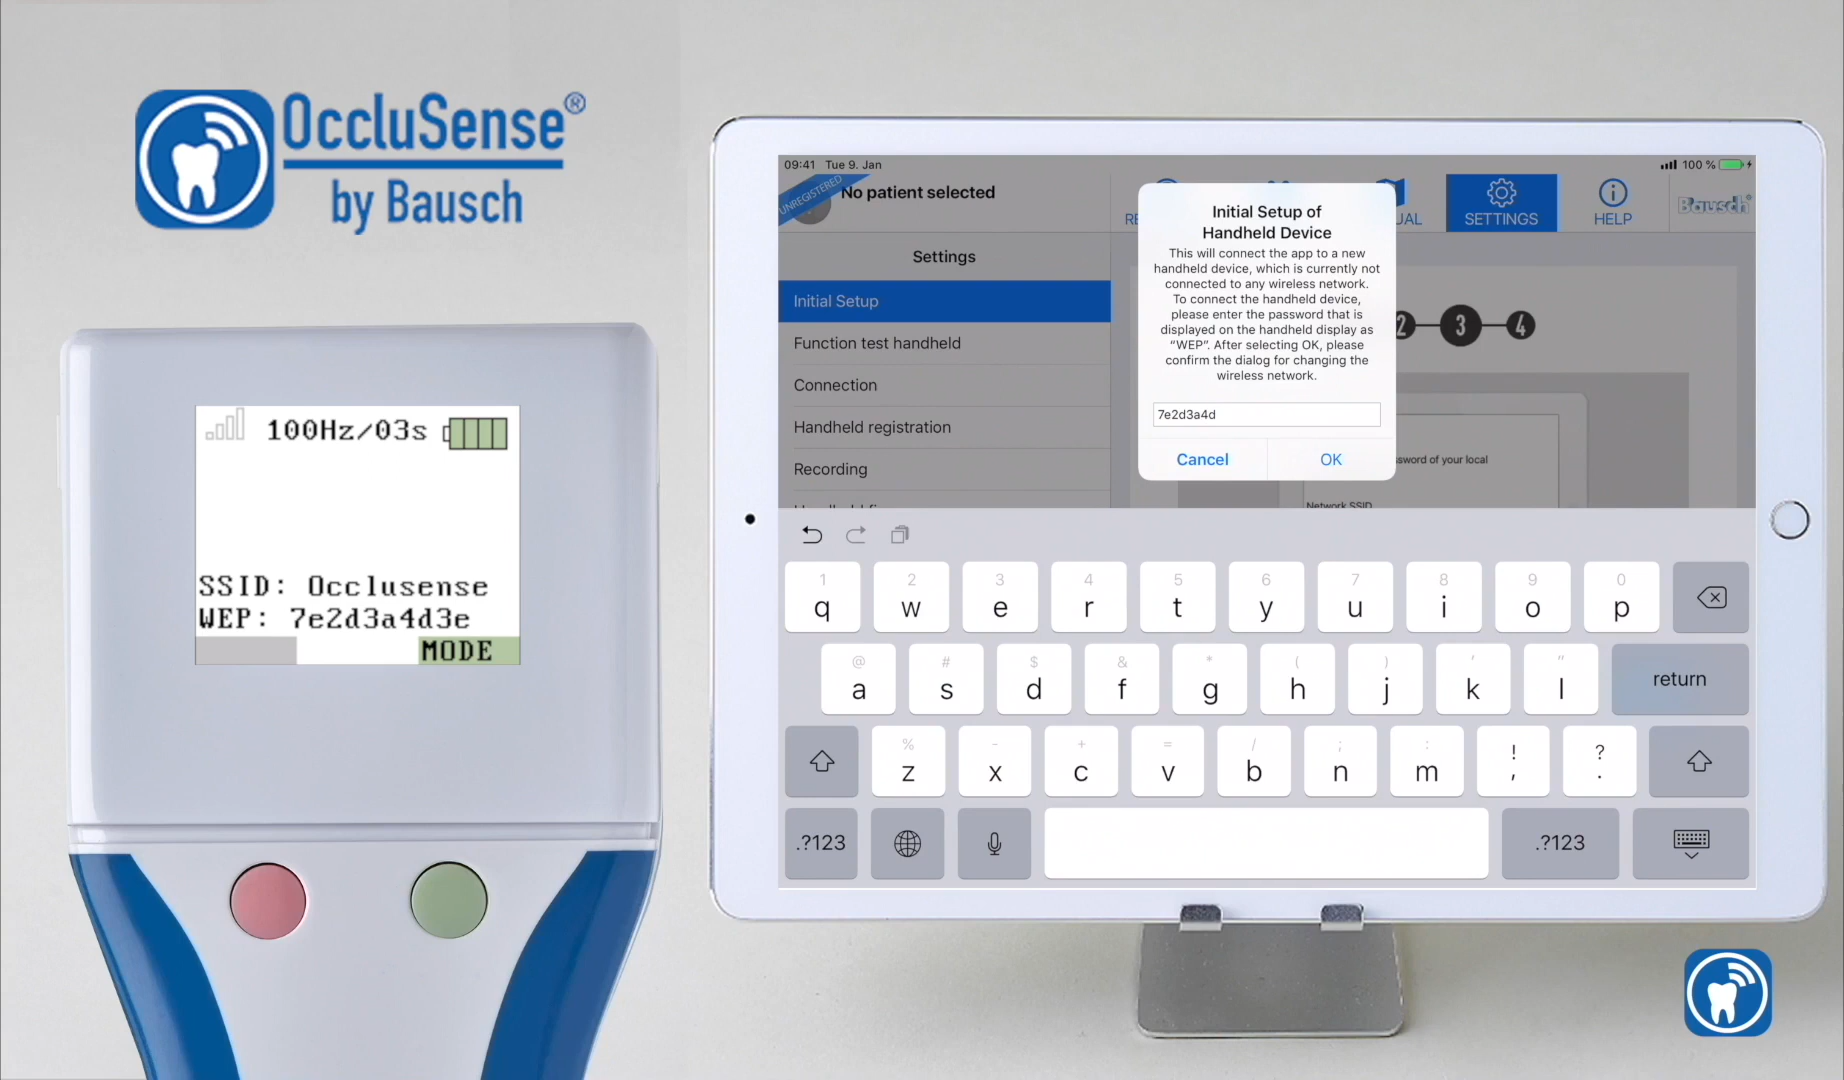 OccluSense®
by Bausch
100Hz/03s
SSID: Occlusense
WEP: 7e2d3a4d3e
MODE
09:41 Tue 9. Jan
100 %
UNREGISTERED
No patient selected
SETTINGS
HELP
Bausch
Settings
Initial Setup
Function test handheld
Connection
Handheld registration
Recording
Initial Setup of
Handheld Device
This will connect the app to a new
handheld device, which is currently not
connected to any wireless network.
To connect the handheld device,
please enter the password that is
displayed on the handheld display as
“WEP”. After selecting OK, please
confirm the dialog for changing the
wireless network.
7e2d3a4d
Cancel OK
2 3 4
of your local
Network SSID
1 2 3 4 5 6 7 8 9 0
q w e r t y u i o p
@ # $ & * ( ) ' "
a s d f g h j k l return
% - + = / ; : ! ?
z x c v b n m , .
.?123 .?123